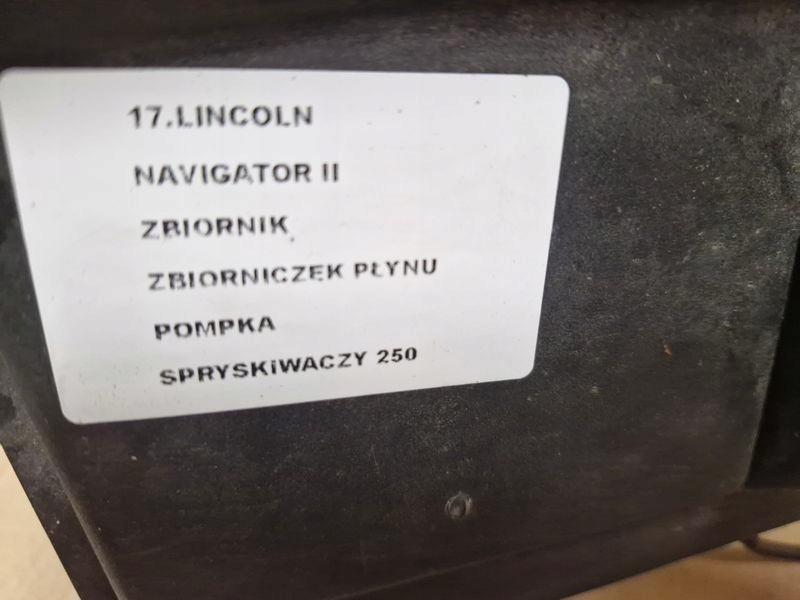 17.LINCOLN
NAVIGATOR II
ZBIORNIK
ZBIORNICZEK PŁYNU
POMPKA
SPRYSKiWACZY 250